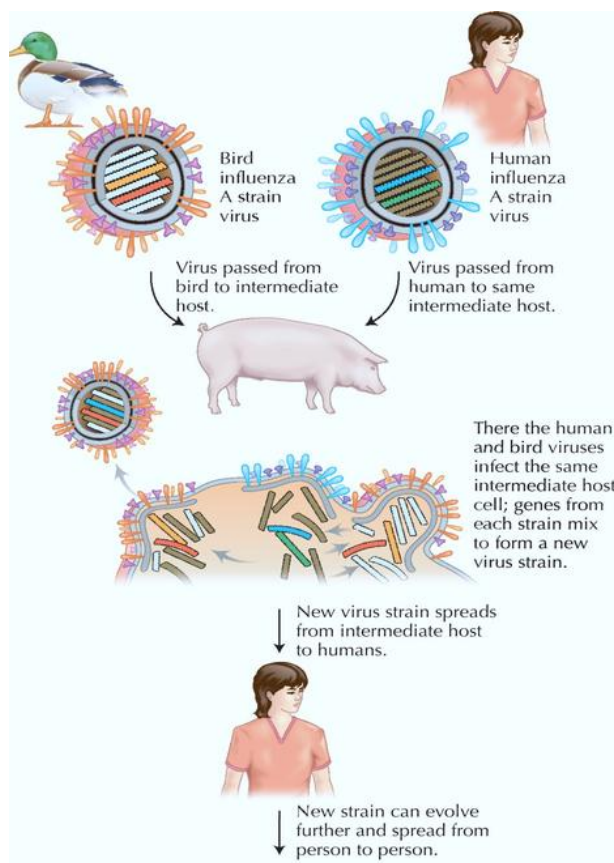 Bird
influenza
A strain
virus
Human
influenza
A strain
virus
Virus passed from
bird to intermediate
host.
Virus passed from
human to same
intermediate host.
There the human
and bird viruses
infect the same
intermediate host
cell; genes from
each strain mix
to form a new
virus strain.
New virus strain spreads
from intermediate host
to humans.
New strain can evolve
further and spread from
person to person.